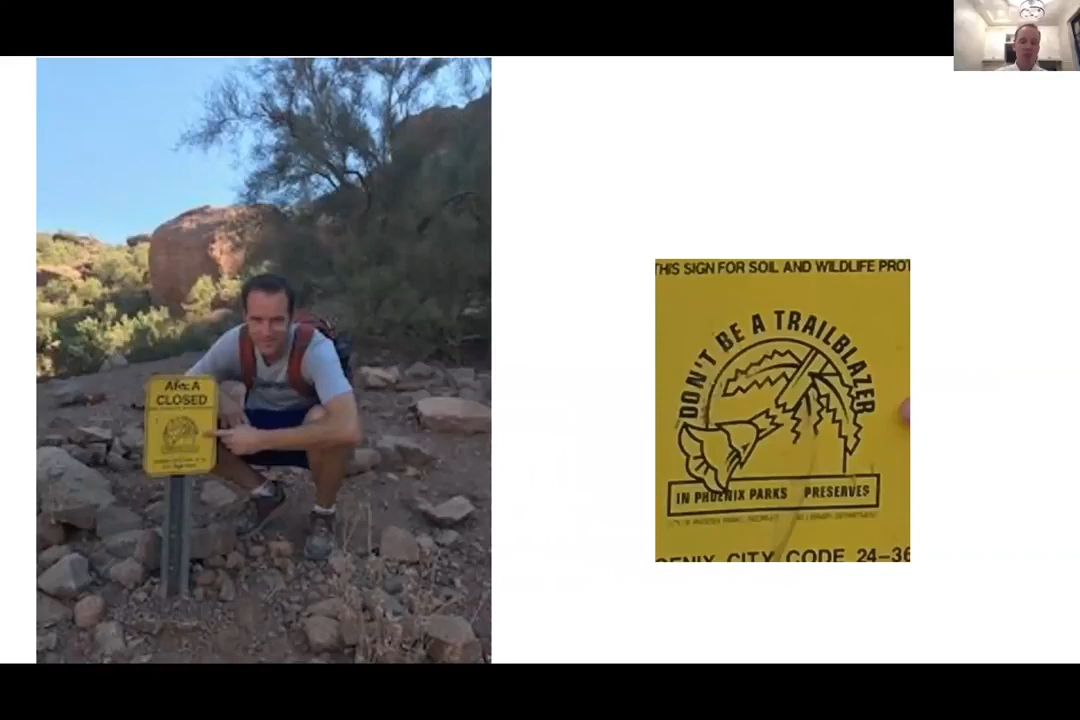 AREA
CLOSED
THIS SIGN FOR SOIL AND WILDLIFE PROT
DON'T BE A TRAILBLAZER
IN PHOENIX PARKS PRESERVES
OENIX CITY CODE 24-36